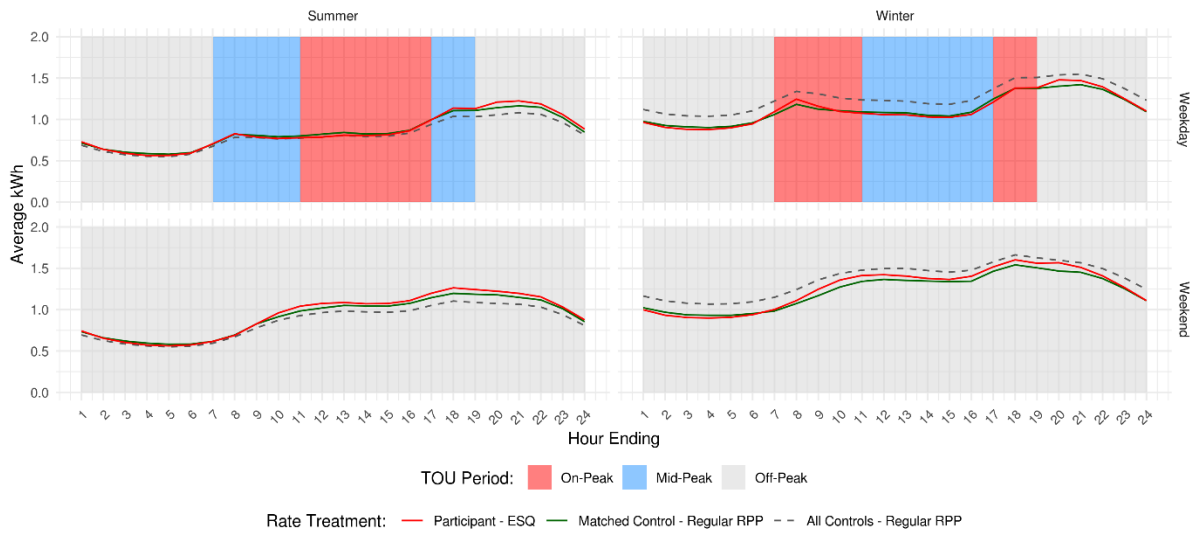 Summer
Winter
2.0
1.5
1.0
0.5
0.0
Weekday
2.0
1.5
1.0
0.5
0.0
Weekend
Average kWh
1 2 3 4 5 6 7 8 9 10 11 12 13 14 15 16 17 18 19 20 21 22 23 24
1 2 3 4 5 6 7 8 9 10 11 12 13 14 15 16 17 18 19 20 21 22 23 24
Hour Ending
TOU Period: On-Peak Mid-Peak Off-Peak
Rate Treatment: Participant - ESQ Matched Control - Regular RPP All Controls - Regular RPP